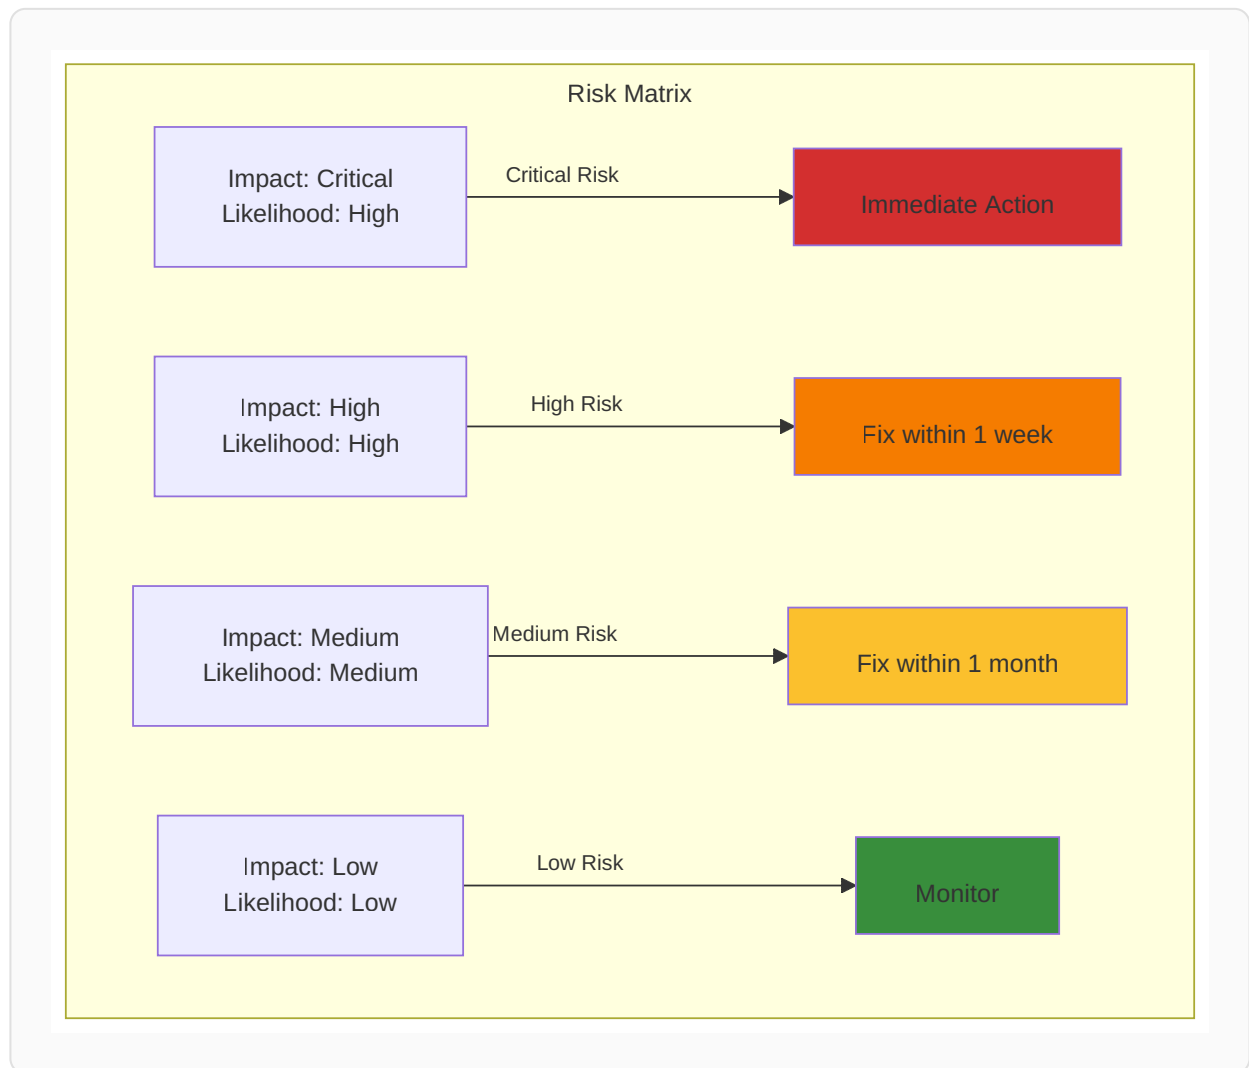 Risk Matrix
Impact: Critical
Likelihood: High
Critical Risk
Immediate Action
Impact: High
Likelihood: High
High Risk
Fix within 1 week
Impact: Medium
Likelihood: Medium
Medium Risk
Fix within 1 month
Impact: Low
Likelihood: Low
Low Risk
Monitor